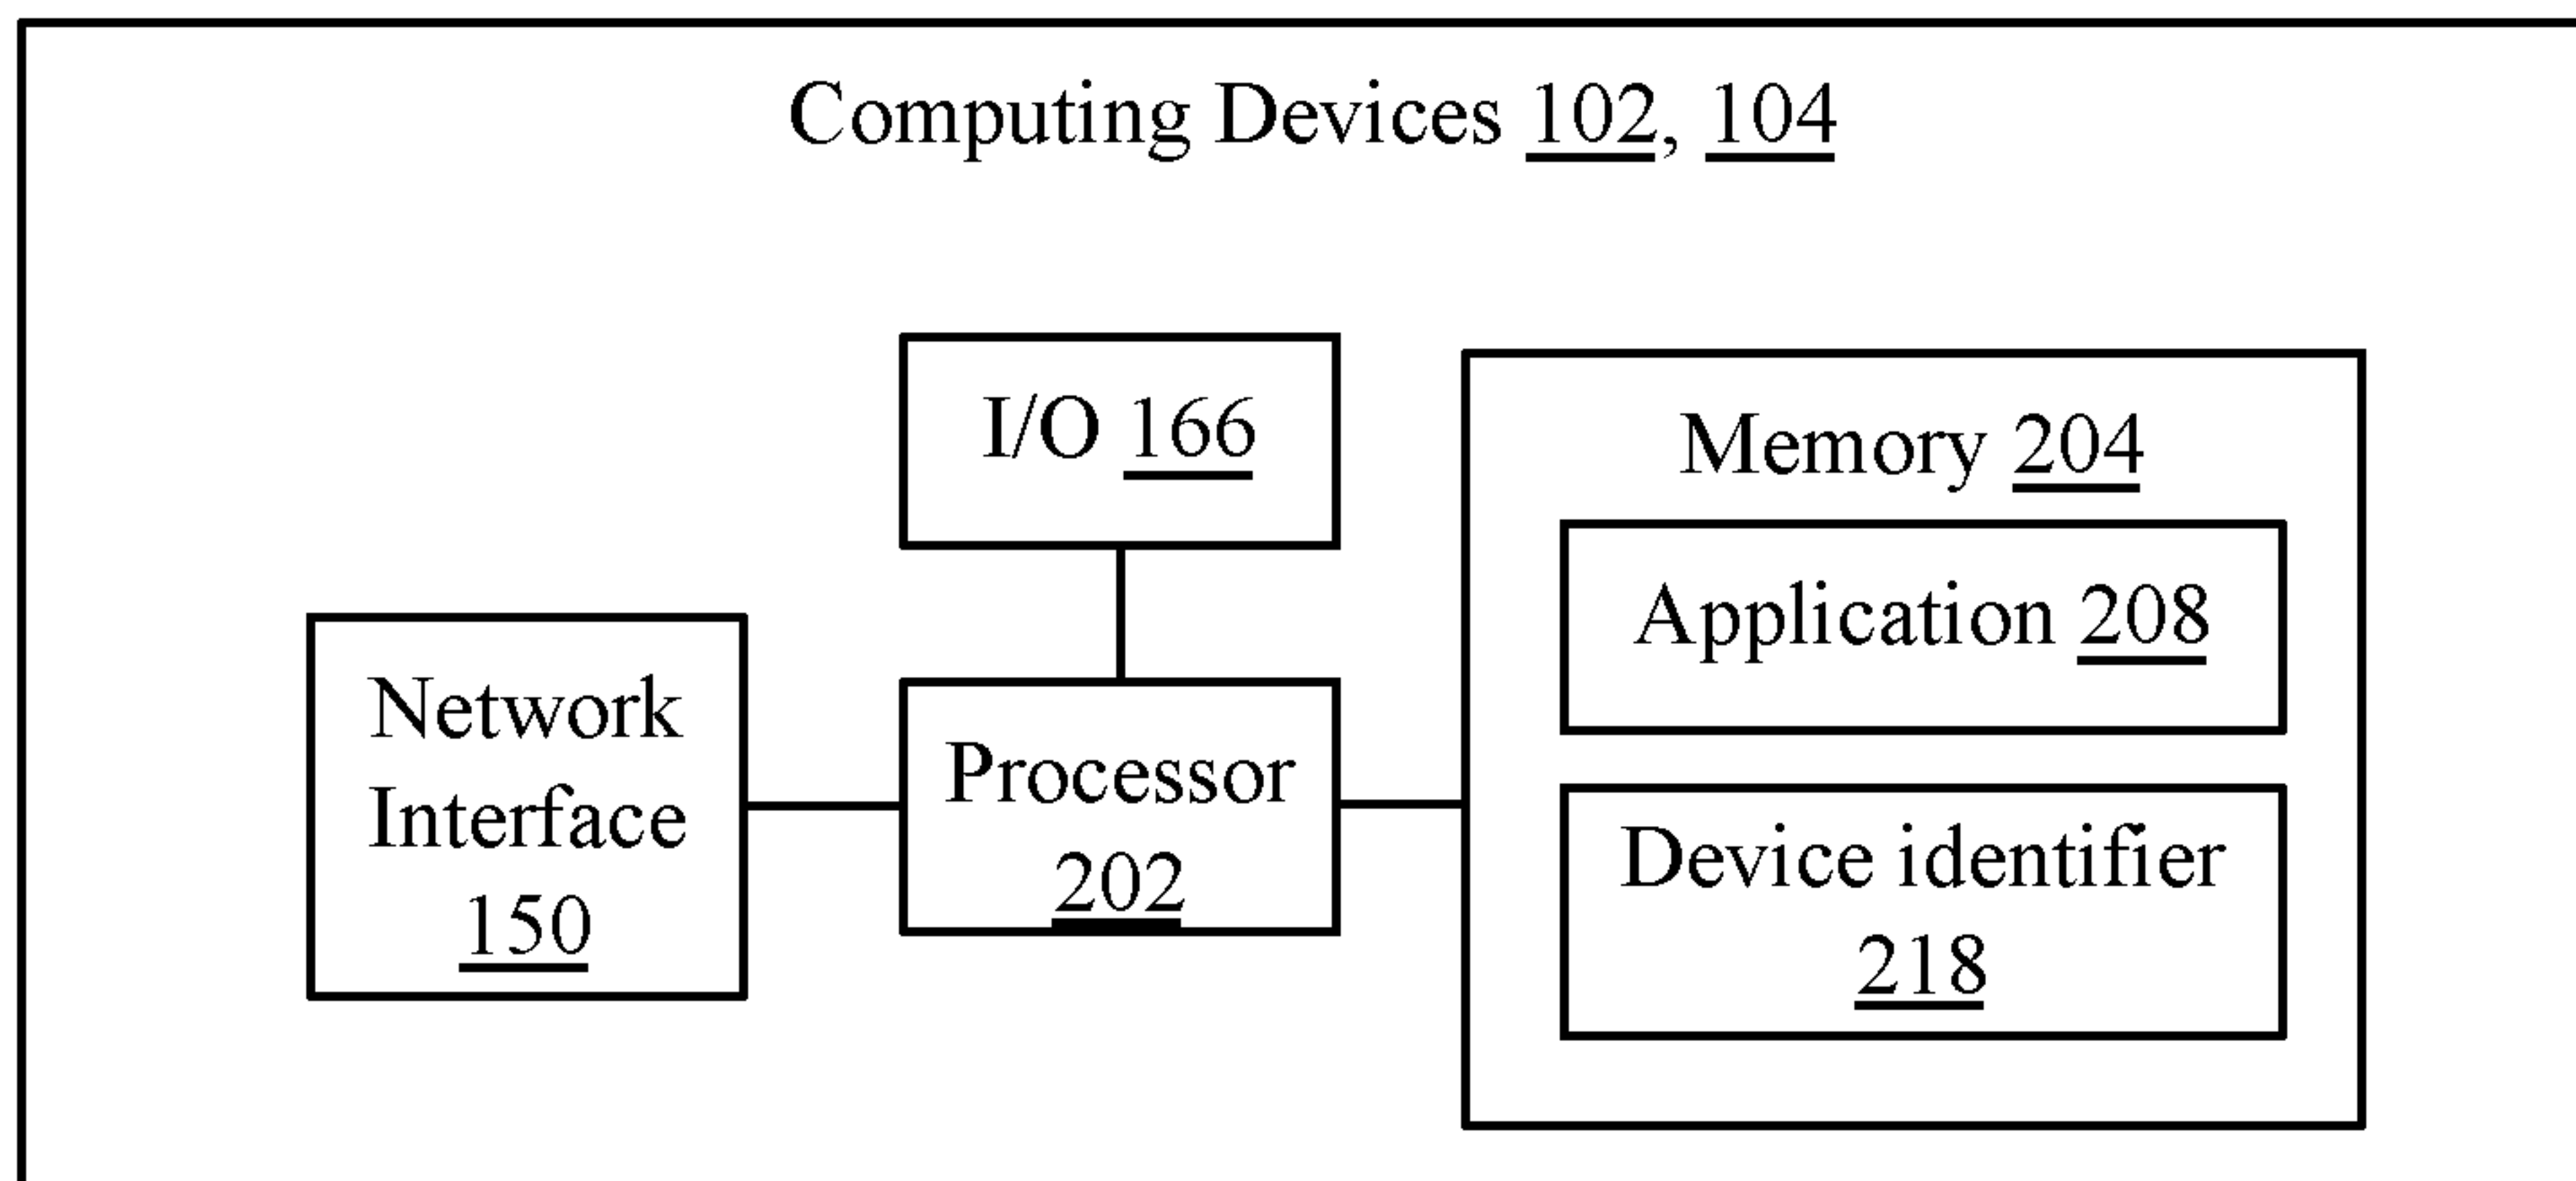 Computing Devices 102, 104
I/O 166
Memory 204
Application 208
Network
Interface
150
Processor
202
Device identifier
218